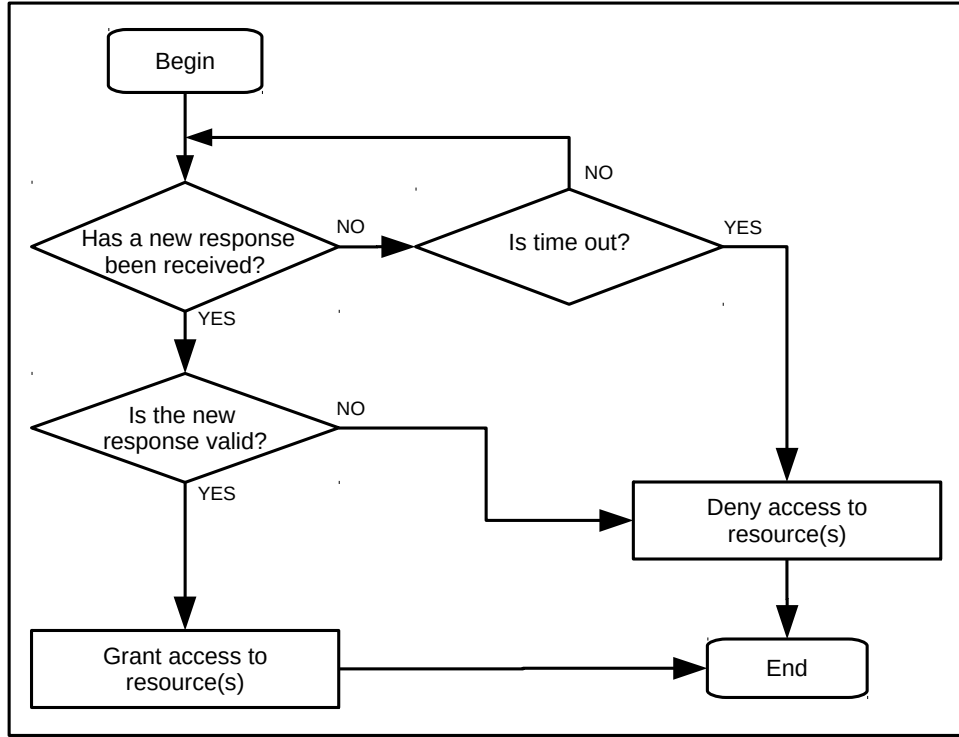 Begin
NO
Has a new response
been received?
NO
Is time out?
YES
YES
Is the new
response valid?
NO
YES
Deny access to
resource(s)
Grant access to
resource(s)
End